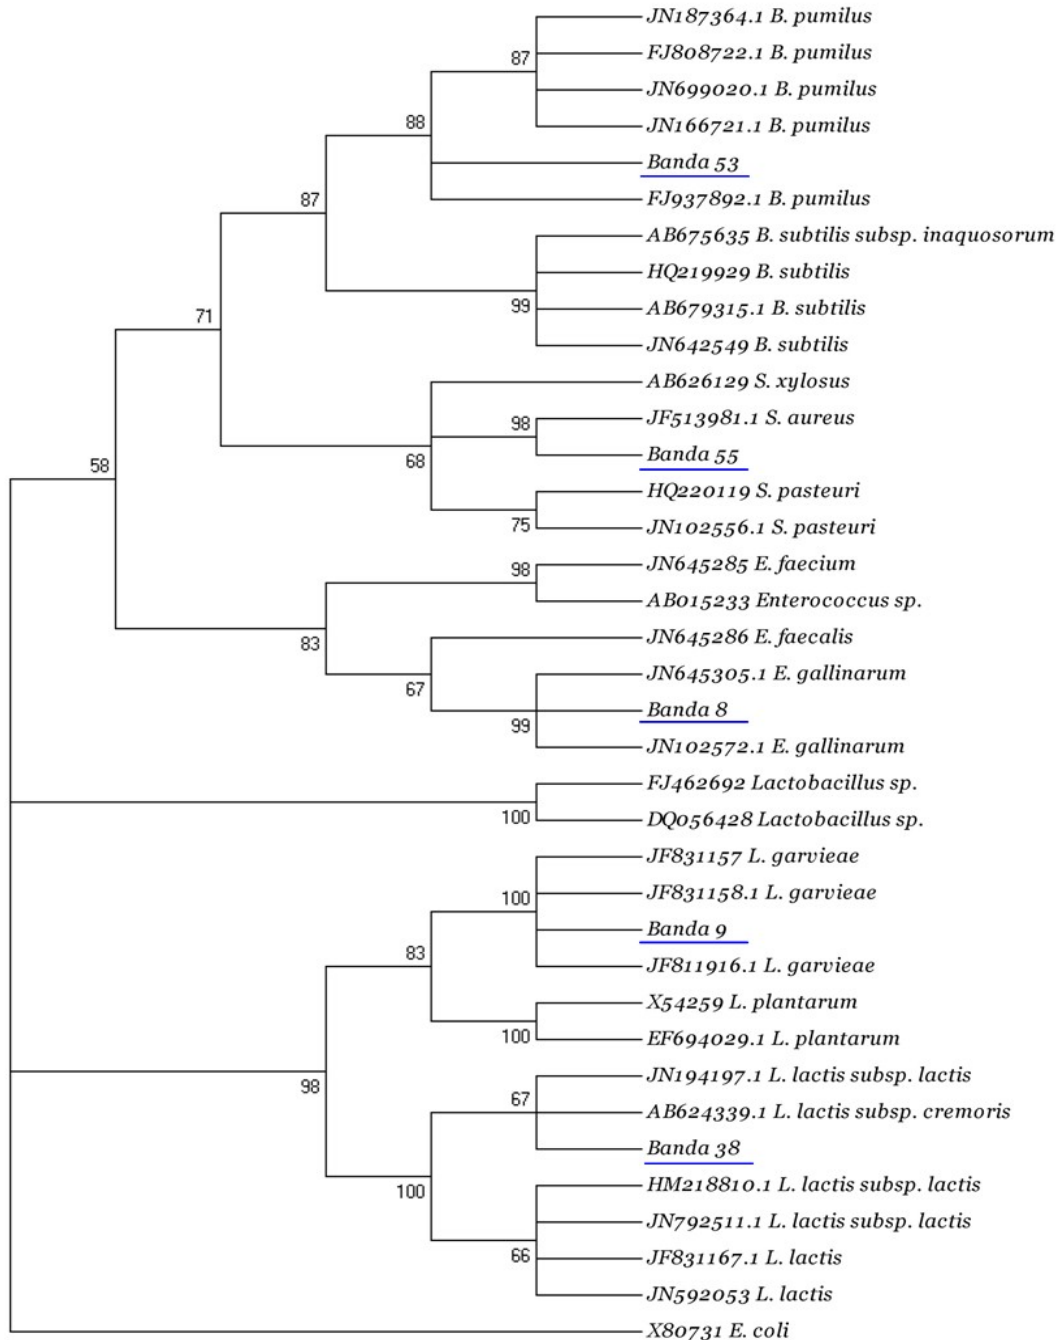 JN187364.1 B. pumilus
87
FJ808722.1 B. pumilus
JN699020.1 B. pumilus
88
JN166721.1 B. pumilus
Banda 53
87
FJ937892.1 B. pumilus
AB675635 B. subtilis subsp. inaquosorum
HQ219929 B. subtilis
99
AB679315.1 B. subtilis
71
JN642549 B. subtilis
AB626129 S. xylosus
98
JF513981.1 S. aureus
Banda 55
58
68
HQ220119 S. pasteuri
75
JN102556.1 S. pasteuri
98
JN645285 E. faecium
AB015233 Enterococcus sp.
83
JN645286 E. faecalis
JN645305.1 E. gallinarum
67
Banda 8
99
JN102572.1 E. gallinarum
FJ462692 Lactobacillus sp.
100
DQ056428 Lactobacillus sp.
JF831157 L. garvieae
100
JF831158.1 L. garvieae
Banda 9
83
JF811916.1 L. garvieae
X54259 L. plantarum
100
EF694029.1 L. plantarum
98
JN194197.1 L. lactis subsp. lactis
67
AB624339.1 L. lactis subsp. cremoris
Banda 38
100
HM218810.1 L. lactis subsp. lactis
JN792511.1 L. lactis subsp. lactis
66
JF831167.1 L. lactis
JN592053 L. lactis
X80731 E. coli